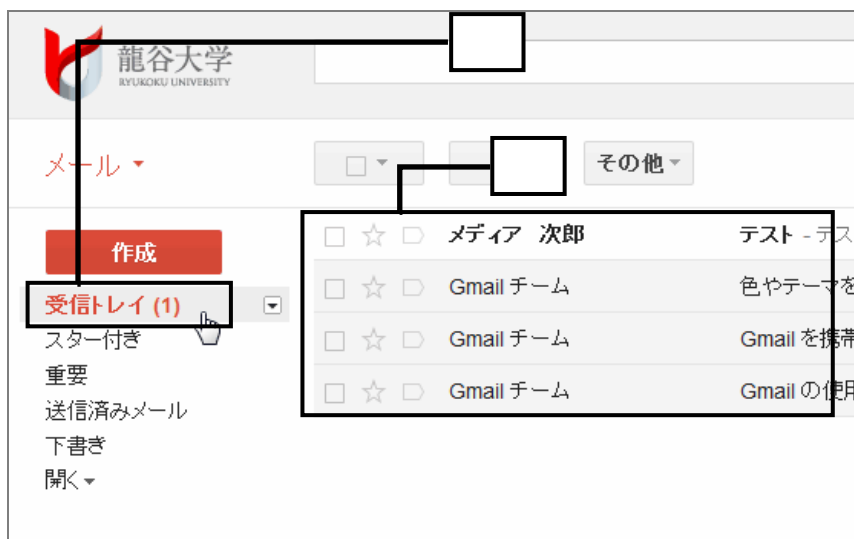 龍谷大学
RYUKOKU UNIVERSITY
メール
その他
作成
受信トレイ (1)
スター付き
重要
送信済みメール
下書き
開く
メディア 次郎 テスト - テス
Gmail チーム 色やテーマを
Gmail チーム Gmail を携帯
Gmail チーム Gmail の使用